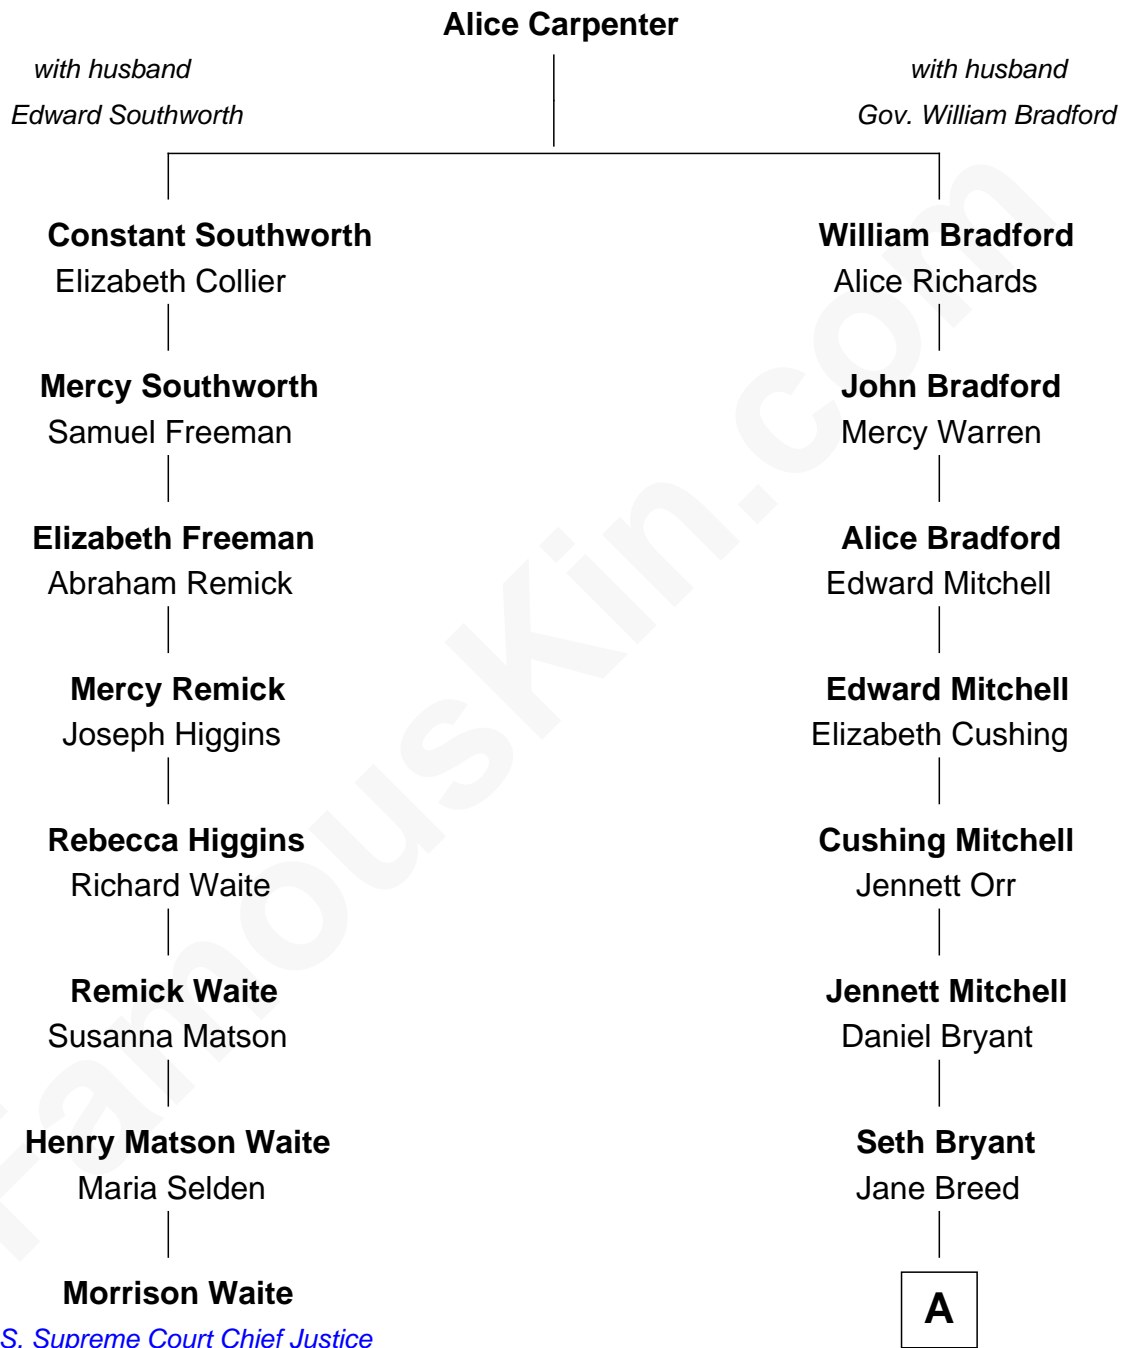 Alice Carpenter
with husband
Edward Southworth
with husband
Gov. William Bradford
Constant Southworth
Elizabeth Collier
William Bradford
Alice Richards
Mercy Southworth
Samuel Freeman
John Bradford
Mercy Warren
Elizabeth Freeman
Abraham Remick
Alice Bradford
Edward Mitchell
Mercy Remick
Joseph Higgins
Edward Mitchell
Elizabeth Cushing
Rebecca Higgins
Richard Waite
Cushing Mitchell
Jennett Orr
Remick Waite
Susanna Matson
Jennett Mitchell
Daniel Bryant
Henry Matson Waite
Maria Selden
Seth Bryant
Jane Breed
Morrison Waite
S. Supreme Court Chief Justice
A
FamousKin.com